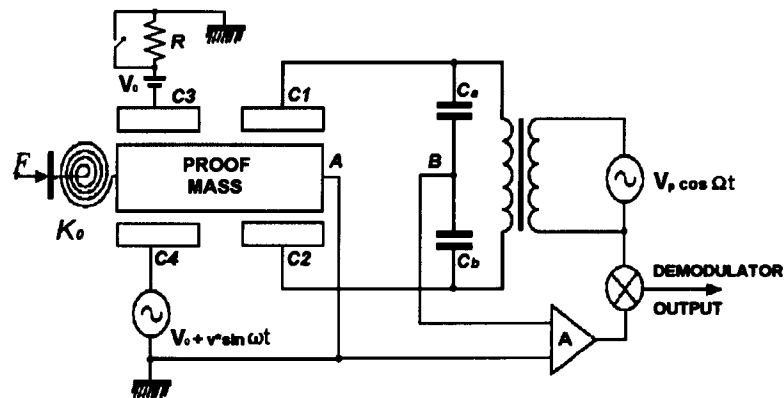 R
V₀
C3
C1
Cₐ
F
PROOF
MASS
A
B
Vₚ cos Ωt
K₀
C4
C2
C_b
DEMODULATOR
OUTPUT
V₀ + v*sin ωt
A